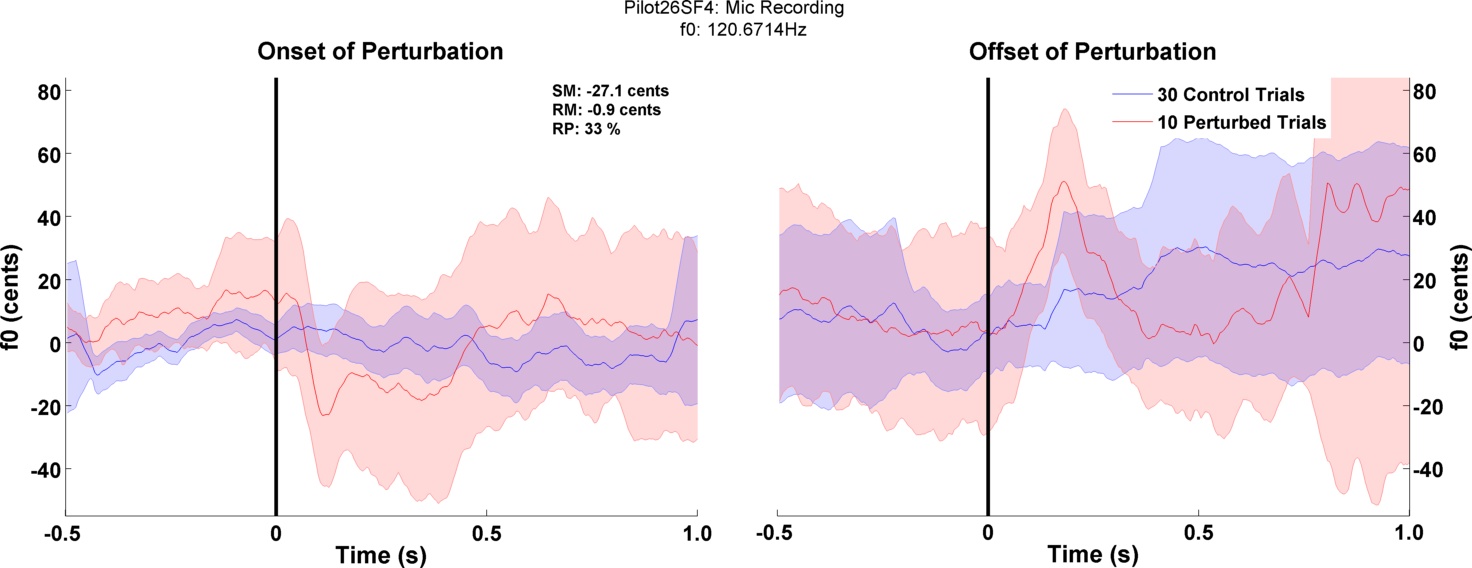 Pilot26SF4: Mic Recording
f0: 120.6714Hz
Onset of Perturbation
SM: -27.1 cents
RM: -0.9 cents
RP: 33 %
80
60
40
20
0
-20
-40
f0 (cents)
-0.5
0
0.5
1.0
Time (s)
Offset of Perturbation
30 Control Trials
10 Perturbed Trials
80
60
40
20
0
-20
-40
f0 (cents)
-0.5
0
0.5
1.0
Time (s)